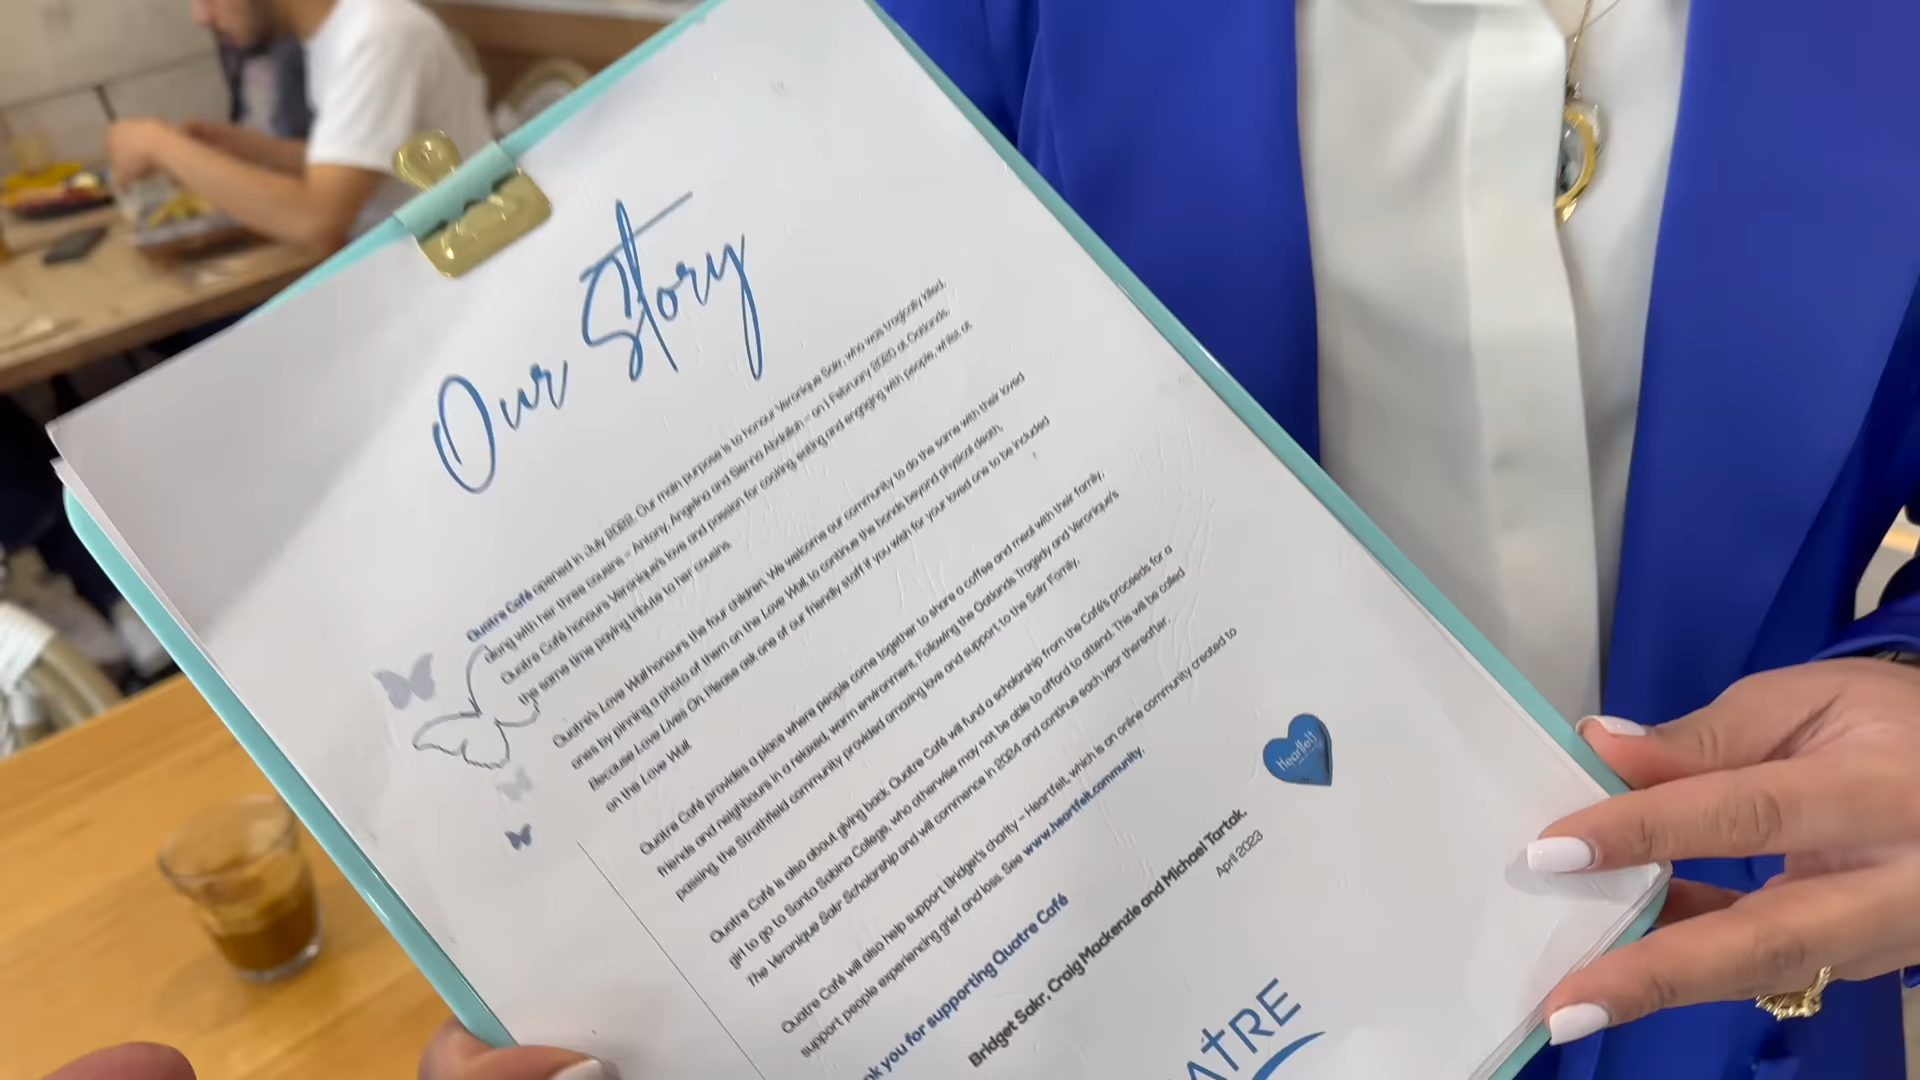 Our Story
Quatre Café opened in July 2022. Our main purpose is to honour Veronique Sakr, who was tragically killed,
along with her three cousins – Antony, Angelina and Sienna Abdallah – on 1 February 2020 at Oatlands.
Quatre Café honours Veronique's love and passion for cooking, eating and engaging with people, whilst at
the same time paying tribute to her cousins.
Quatre's Love Wall honours the four children. We welcome our community to do the same with their loved
ones by pinning a photo of them on the Love Wall, to continue the bonds beyond physical death,
Because Love Lives On. Please ask one of our friendly staff if you wish for your loved one to be included
on the Love Wall.
Quatre Café provides a place where people come together to share a coffee and meal with their family,
friends and neighbours in a relaxed, warm environment. Following the Oatlands Tragedy and Veronique's
passing, the Strathfield community provided amazing love and support to the Sakr Family.
Quatre Café is also about giving back. Quatre Café will fund a scholarship from the Café's proceeds for a
girl to go to Santa Sabina College, who otherwise may not be able to afford to attend. This will be called
The Veronique Sakr Scholarship and will commence in 2024 and continue each year thereafter.
Quatre Café will also help support Bridget's charity – Heartfelt, which is an online community created to
support people experiencing grief and loss. See www.heartfelt.community.
Heartfelt
k you for supporting Quatre Café
Bridget Sakr, Craig Mackenzie and Michael Tartak.
April 2023
ATRE